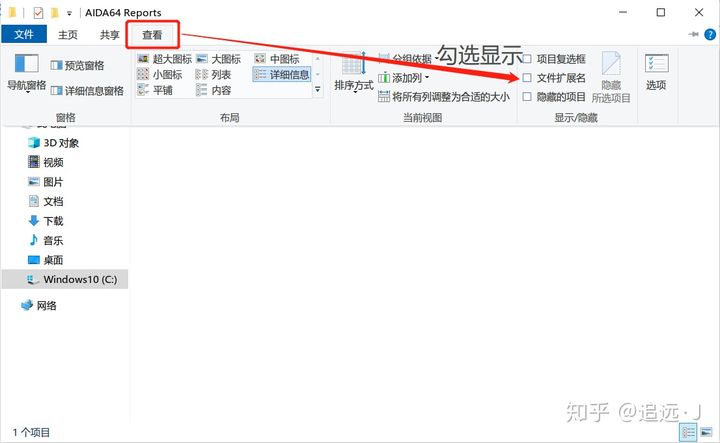 AIDA64 Reports
文件 主页 共享 查看
勾选显示
导航窗格
预览窗格
详细信息窗格
窗格
超大图标 大图标 中图标
小图标 列表 详细信息
平铺 内容
布局
排序方式
分组依据
添加列
将所有列调整为合适的大小
当前视图
项目复选框
文件扩展名
隐藏的项目
隐藏
所选项目
显示/隐藏
选项
3D 对象
视频
图片
文档
下载
音乐
桌面
Windows10 (C:)
网络
1 个项目
知乎 @追远·J